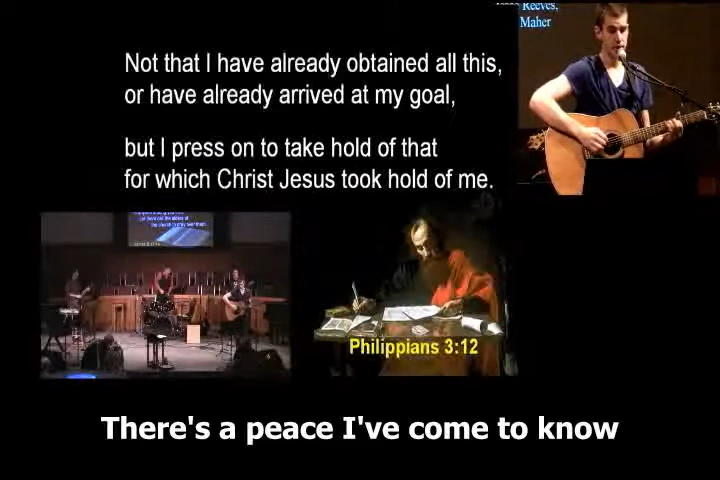 Reeves,
Maher
Not that I have already obtained all this,
or have already arrived at my goal,
but I press on to take hold of that
for which Christ Jesus took hold of me.
Philippians 3:12
There's a peace I've come to know